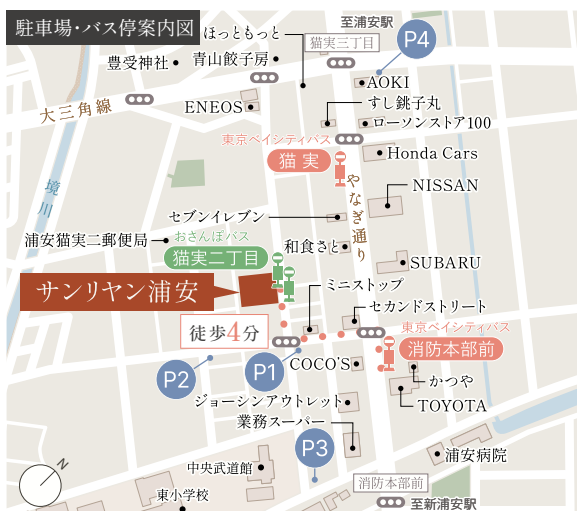 駐車場・バス停案内図
至浦安駅
ほっともっと
猫実三丁目
P4
豊受神社
青山餃子房
AOKI
大三角線
ENEOS
すし銚子丸
ローソンストア100
東京ベイシティバス
猫実
Honda Cars
境川
やなぎ通り
NISSAN
セブンイレブン
おさんぽバス
浦安猫実二郵便局
和食さと
猫実二丁目
SUBARU
サンリヤン浦安
ミニストップ
セカンドストリート
徒歩4分
東京ベイシティバス
消防本部前
P2
P1
COCO'S
かつや
ジョーシンアウトレット
TOYOTA
業務スーパー
P3
浦安病院
中央武道館
N
東小学校
消防本部前
至新浦安駅